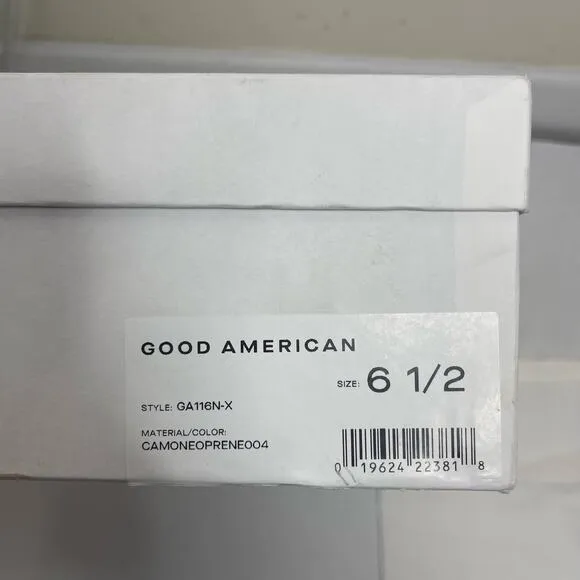 GOOD AMERICAN
SIZE: 6 1/2
STYLE: GA116N-X
MATERIAL/COLOR:
CAMONEOPRENE004
0 19624 22381 8